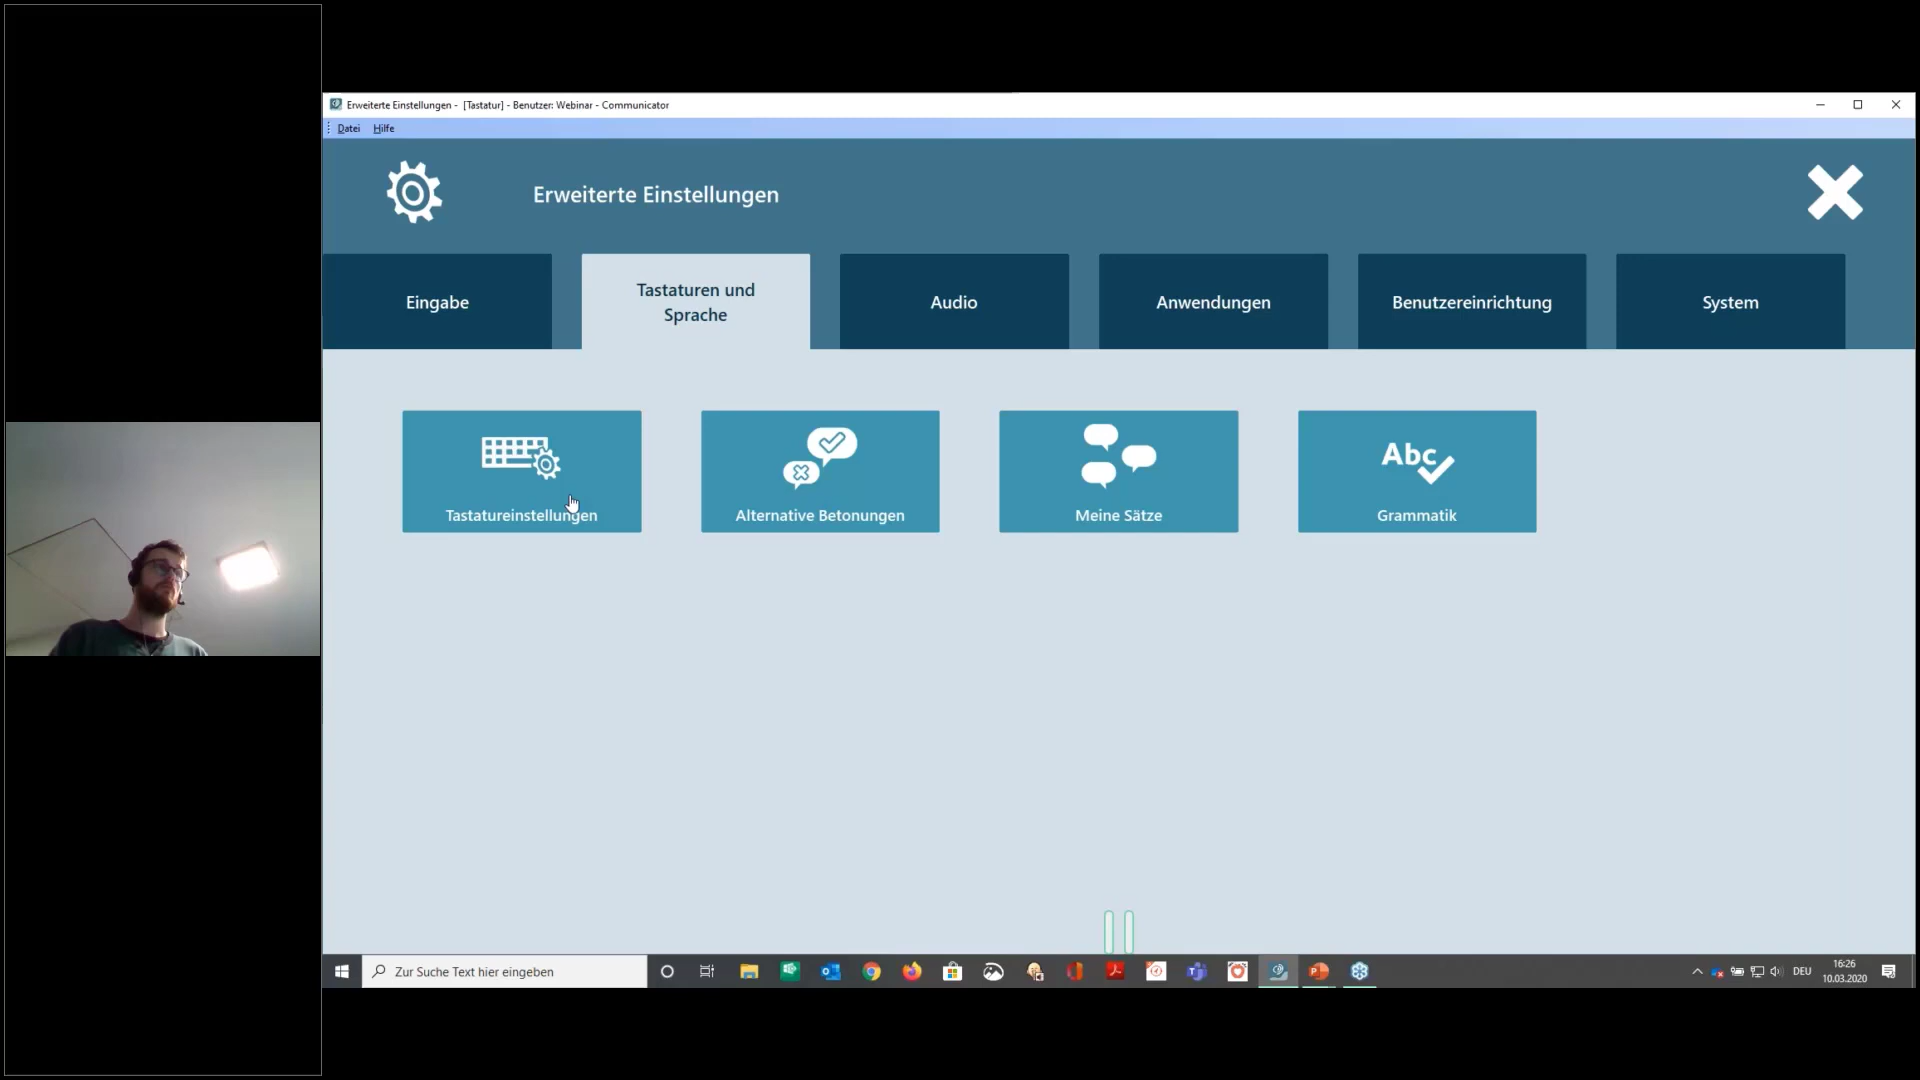 Erweiterte Einstellungen - [Tastatur] - Benutzer: Webinar - Communicator
Datei Hilfe
Erweiterte Einstellungen
Eingabe
Tastaturen und
Sprache
Audio
Anwendungen
Benutzereinrichtung
System
Tastatureinstellungen
Alternative Betonungen
Meine Sätze
Abc
Grammatik
Zur Suche Text hier eingeben
DEU
16:26
10.03.2020